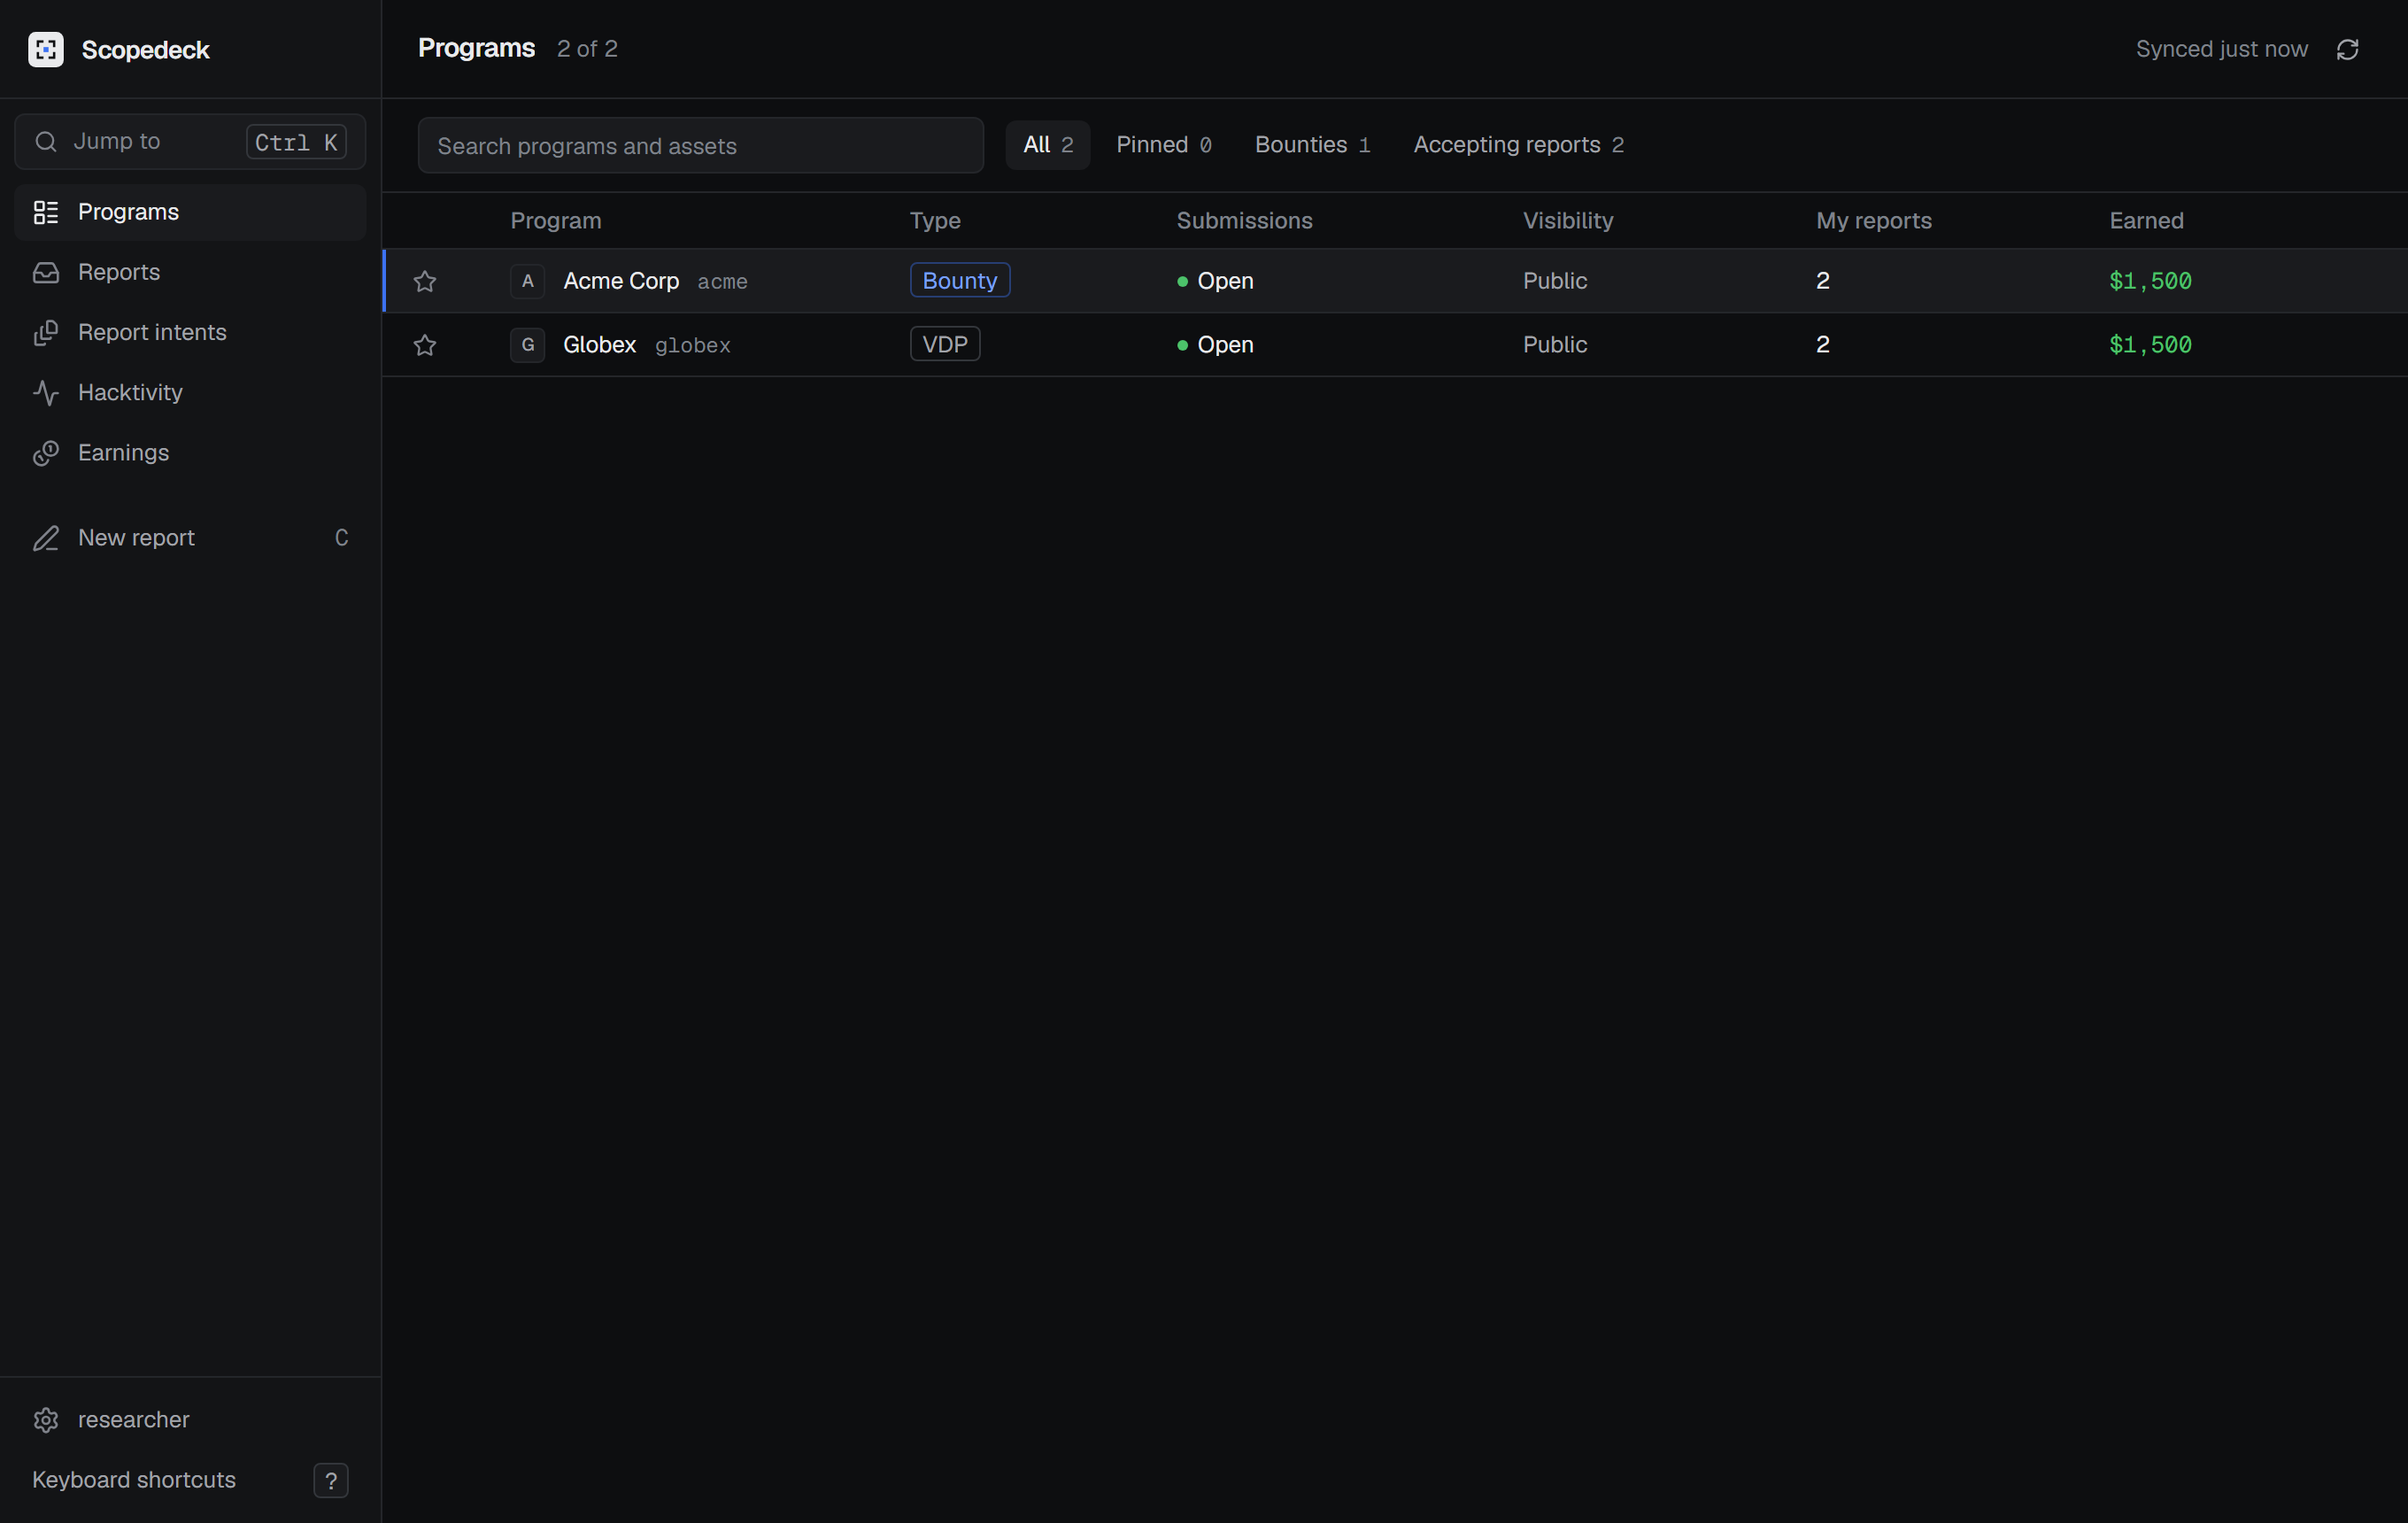 Scopedeck
Jump to Ctrl K
Programs
Reports
Report intents
Hacktivity
Earnings
New report C
researcher
Keyboard shortcuts ?
Programs 2 of 2 Synced just now
Search programs and assets All 2 Pinned 0 Bounties 1 Accepting reports 2
Program Type Submissions Visibility My reports Earned
A Acme Corp acme Bounty Open Public 2 $1,500
G Globex globex VDP Open Public 2 $1,500